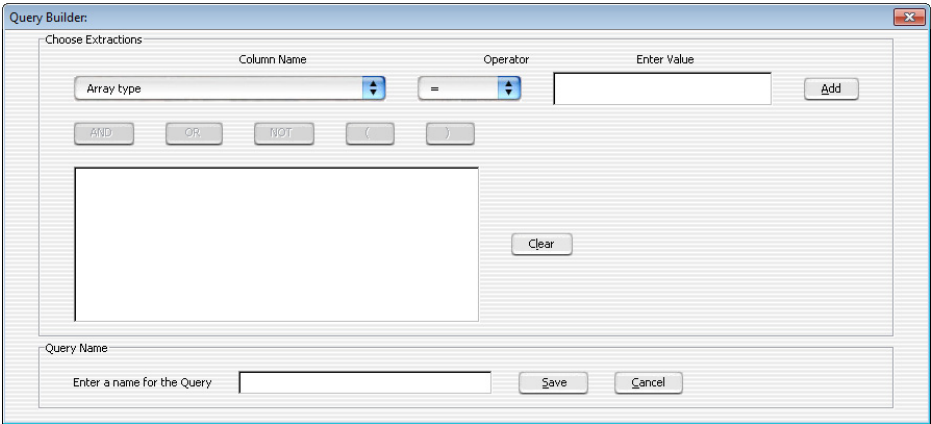 Query Builder:
Choose Extractions
Column Name Operator Enter Value
Array type = Add
AND OR NOT ( )
Clear
Query Name
Enter a name for the Query Save Cancel